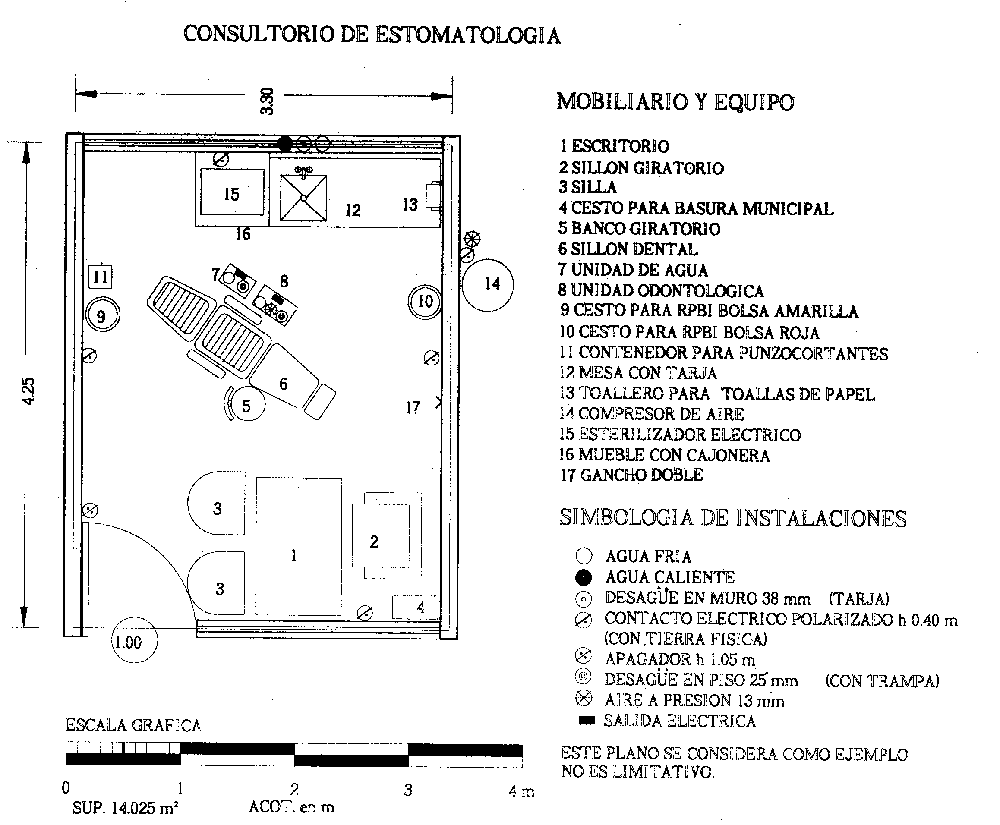 CONSULTORIO DE ESTOMATOLOGIA
3.30
4.25
15
12
13
16
11
7
8
9
10
14
6
5
17
3
2
1
3
4
1.00
MOBILIARIO Y EQUIPO
1 ESCRITORIO
2 SILLON GIRATORIO
3 SILLA
4 CESTO PARA BASURA MUNICIPAL
5 BANCO GIRATORIO
6 SILLON DENTAL
7 UNIDAD DE AGUA
8 UNIDAD ODONTOLOGICA
9 CESTO PARA RPBI BOLSA AMARILLA
10 CESTO PARA RPBI BOLSA ROJA
11 CONTENEDOR PARA PUNZOCORTANTES
12 MESA CON TARJA
13 TOALLERO PARA TOALLAS DE PAPEL
14 COMPRESOR DE AIRE
15 ESTERILIZADOR ELECTRICO
16 MUEBLE CON CAJONERA
17 GANCHO DOBLE
SIMBOLOGIA DE INSTALACIONES
AGUA FRIA
AGUA CALIENTE
DESAGÜE EN MURO 38 mm (TARJA)
CONTACTO ELECTRICO POLARIZADO h 0.40 m
(CON TIERRA FISICA)
APAGADOR h 1.05 m
DESAGÜE EN PISO 25 mm (CON TRAMPA)
AIRE A PRESION 13 mm
SALIDA ELECTRICA
ESTE PLANO SE CONSIDERA COMO EJEMPLO
NO ES LIMITATIVO.
ESCALA GRAFICA
0 1 2 3 4 m
SUP. 14.025 m² ACOT. en m